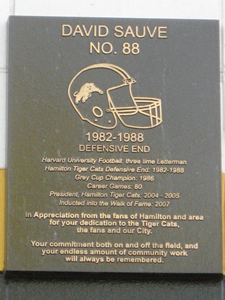 DAVID SAUVE
NO. 88
1982-1988
DEFENSIVE END
Harvard University Football: three time Letterman
Hamilton Tiger Cats Defensive End: 1982-1988
Grey Cup Champion: 1986
Career Games: 80
President, Hamilton Tiger Cats: 2004 - 2005
Inducted into the Walk of Fame: 2007
In Appreciation from the fans of Hamilton and area
for your dedication to the Tiger Cats,
the fans and our City.
Your commitment both on and off the field, and
your endless amount of community work
will always be remembered.